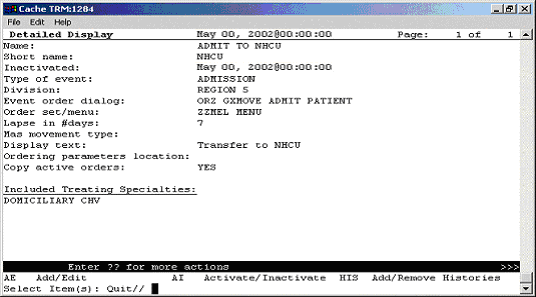 Cache TRM:1284
File Edit Help
Detailed Display May 00, 2002@00:00:00 Page: 1 of 1
Name: ADMIT TO NHCU
Short name: NHCU
Inactivated: May 00, 2002@00:00:00
Type of event: ADMISSION
Division: REGION 5
Event order dialog: ORZ GXMOVE ADMIT PATIENT
Order set/menu: ZZMEL MENU
Lapse in #days: 7
Mas movement type:
Display text: Transfer to NHCU
Ordering parameters location:
Copy active orders: YES
Included Treating Specialties:
DOMICILIARY CHV
Enter ?? for more actions >>>
AE Add/Edit AI Activate/Inactivate HIS Add/Remove Histories
Select Item(s): Quit//